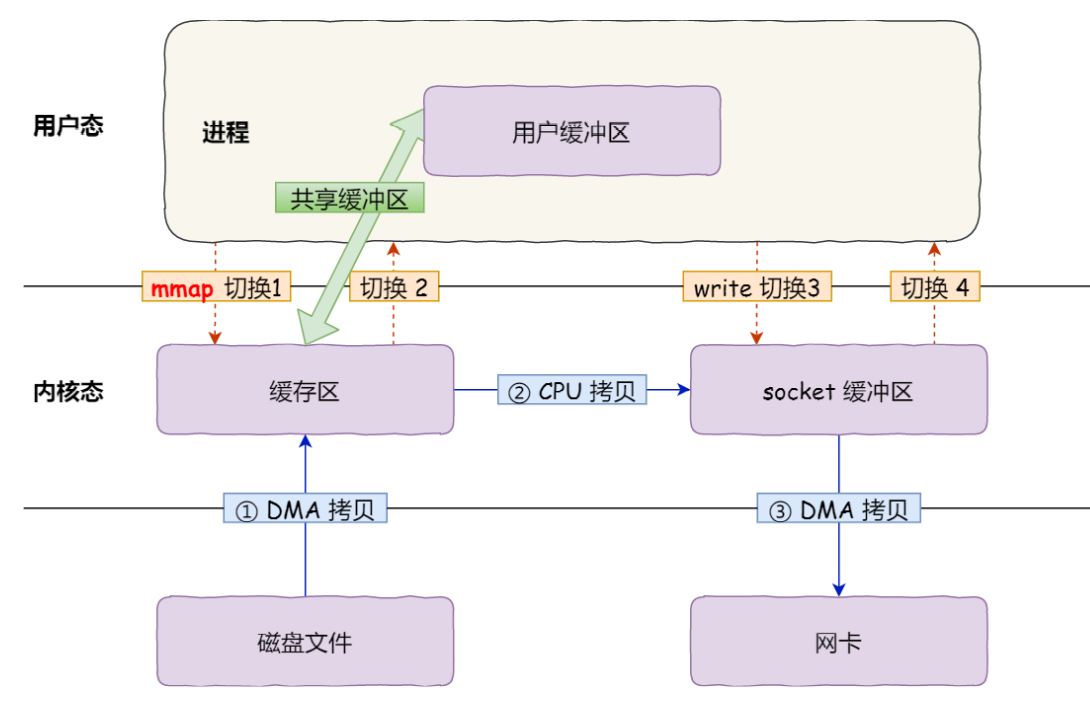 用户态
进程
用户缓冲区
共享缓冲区
mmap 切换1
切换 2
write 切换3
切换 4
内核态
缓存区
② CPU 拷贝
socket 缓冲区
① DMA 拷贝
③ DMA 拷贝
磁盘文件
网卡